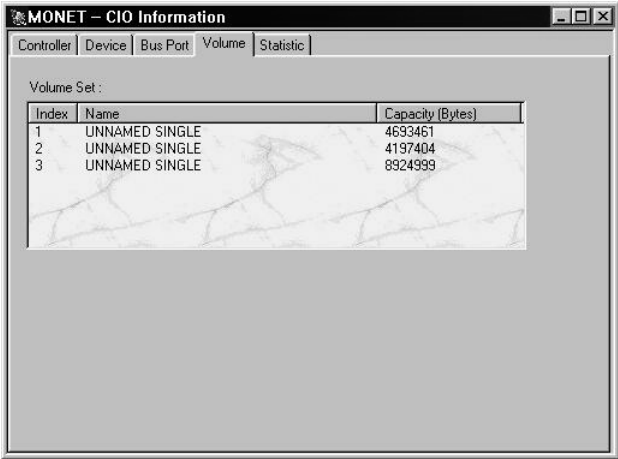 MONET – CIO Information
Controller Device Bus Port Volume Statistic
Volume Set :
Index Name Capacity (Bytes)
1 UNNAMED SINGLE 4693461
2 UNNAMED SINGLE 4197404
3 UNNAMED SINGLE 8924999